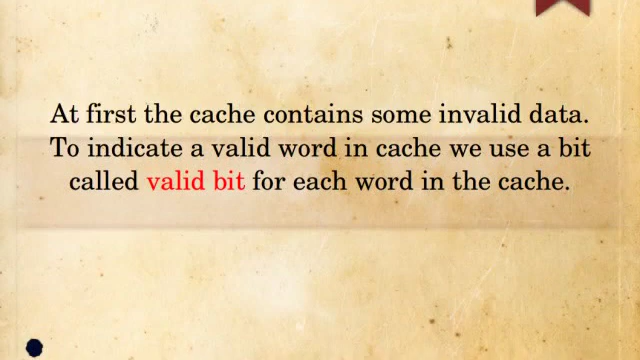 At first the cache contains some invalid data.
To indicate a valid word in cache we use a bit
called valid bit for each word in the cache.